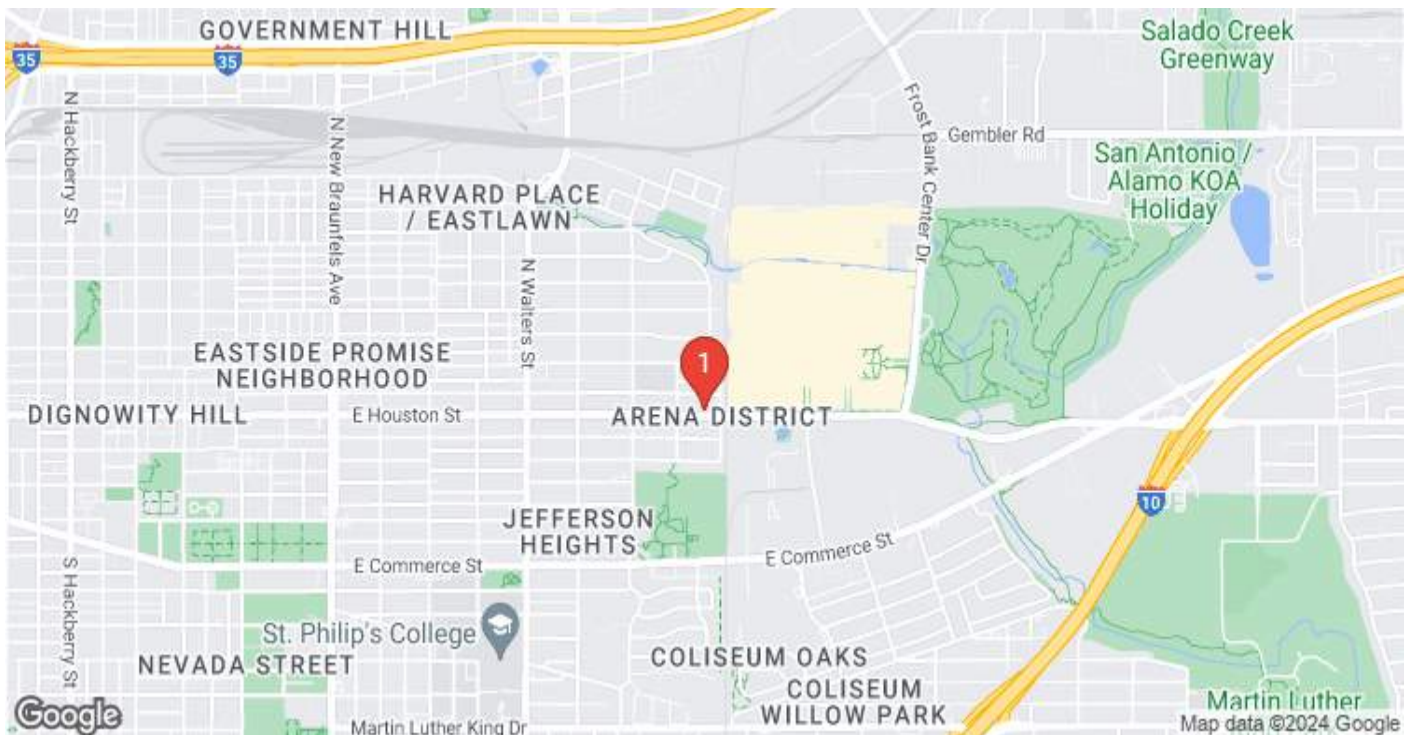 GOVERNMENT HILL
Salado Creek
Greenway
35
35
N Hackberry St
N New Braunfels Ave
Frost Bank Center Dr
Gembler Rd
San Antonio /
Alamo KOA
Holiday
HARVARD PLACE
/ EASTLAWN
N Walters St
EASTSIDE PROMISE
NEIGHBORHOOD
1
DIGNOWITY HILL
E Houston St
ARENA DISTRICT
10
JEFFERSON
HEIGHTS
E Commerce St
E Commerce St
S Hackberry St
St. Philip's College
NEVADA STREET
COLISEUM OAKS
COLISEUM
WILLOW PARK
Martin Luther
Google
Martin Luther King Dr
Map data ©2024 Google